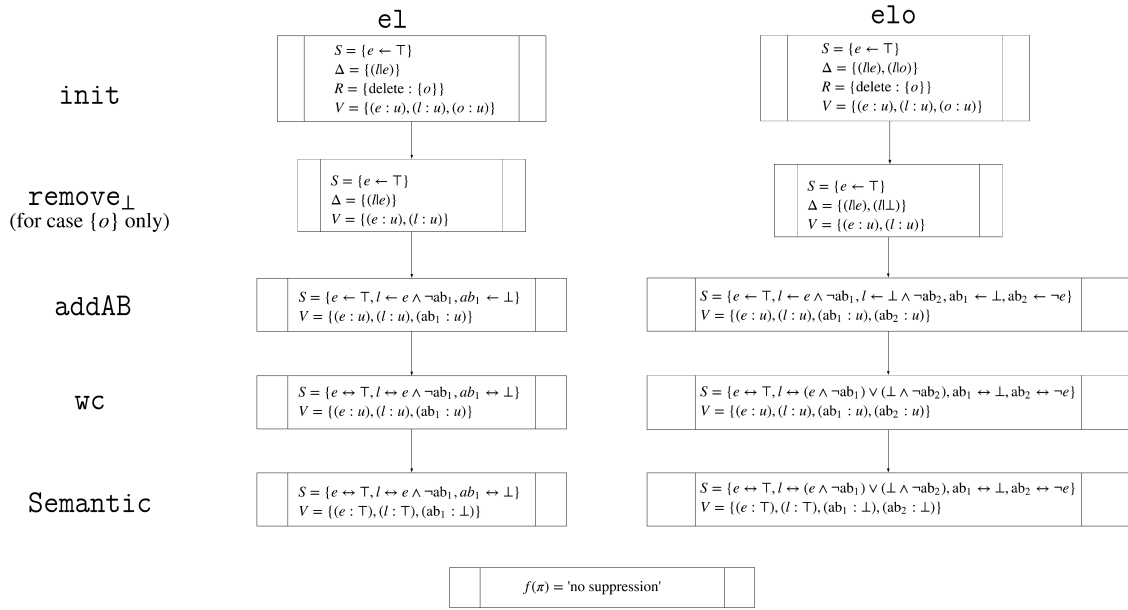 el
elo
init
S = {e ← ⊤}
Δ = {(l|e)}
R = {delete : {o}}
V = {(e : u), (l : u), (o : u)}
S = {e ← ⊤}
Δ = {(l|e), (l|o)}
R = {delete : {o}}
V = {(e : u), (l : u), (o : u)}
remove⊥
(for case {o} only)
S = {e ← ⊤}
Δ = {(l|e)}
V = {(e : u), (l : u)}
S = {e ← ⊤}
Δ = {(l|e), (l|⊥)}
V = {(e : u), (l : u)}
addAB
S = {e ← ⊤, l ← e ∧ ¬ab₁, ab₁ ← ⊥}
V = {(e : u), (l : u), (ab₁ : u)}
S = {e ← ⊤, l ← e ∧ ¬ab₁, l ← ⊥ ∧ ¬ab₂, ab₁ ← ⊥, ab₂ ← ¬e}
V = {(e : u), (l : u), (ab₁ : u), (ab₂ : u)}
wc
S = {e ↔ ⊤, l ↔ e ∧ ¬ab₁, ab₁ ↔ ⊥}
V = {(e : u), (l : u), (ab₁ : u)}
S = {e ↔ ⊤, l ↔ (e ∧ ¬ab₁) ∨ (⊥ ∧ ¬ab₂), ab₁ ↔ ⊥, ab₂ ↔ ¬e}
V = {(e : u), (l : u), (ab₁ : u), (ab₂ : u)}
Semantic
S = {e ↔ ⊤, l ↔ e ∧ ¬ab₁, ab₁ ↔ ⊥}
V = {(e : ⊤), (l : ⊤), (ab₁ : ⊥)}
S = {e ↔ ⊤, l ↔ (e ∧ ¬ab₁) ∨ (⊥ ∧ ¬ab₂), ab₁ ↔ ⊥, ab₂ ↔ ¬e}
V = {(e : ⊤), (l : ⊤), (ab₁ : ⊥), (ab₂ : ⊥)}
f(π) = 'no suppression'